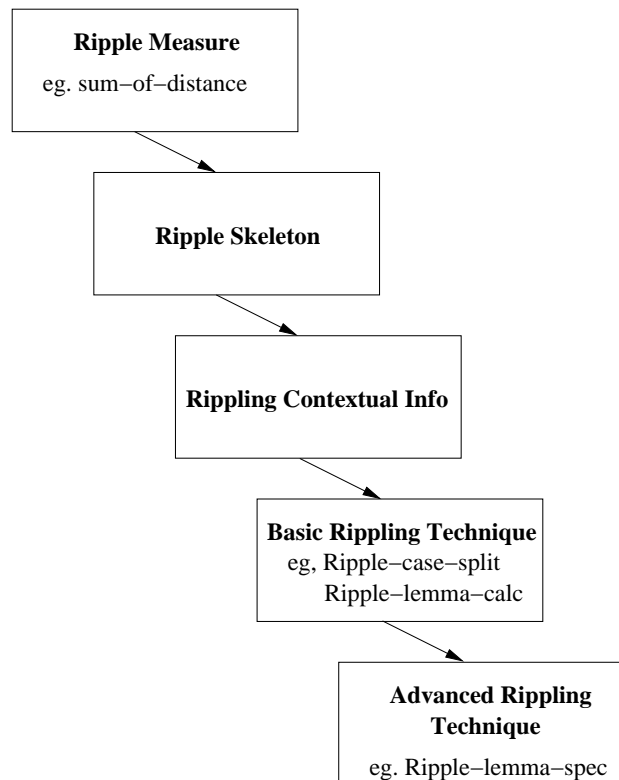 Ripple Measure
eg. sum−of−distance
Ripple Skeleton
Rippling Contextual Info
Basic Rippling Technique
eg, Ripple−case−split
Ripple−lemma−calc
Advanced Rippling
Technique
eg. Ripple−lemma−spec